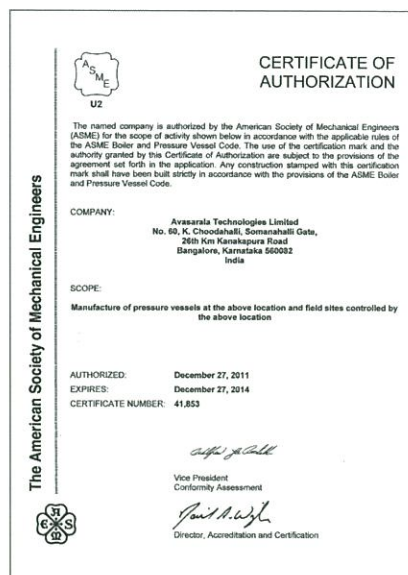 ASME
U2
CERTIFICATE OF
AUTHORIZATION
The named company is authorized by the American Society of Mechanical Engineers
(ASME) for the scope of activity shown below in accordance with the applicable rules of
the ASME Boiler and Pressure Vessel Code. The use of the certification mark and the
authority granted by this Certificate of Authorization are subject to the provisions of the
agreement set forth in the application. Any construction stamped with this certification
mark shall have been built strictly in accordance with the provisions of the ASME Boiler
and Pressure Vessel Code.
COMPANY:
Avasarala Technologies Limited
No. 60, K. Choodahalli, Somanahalli Gate,
26th Km Kanakapura Road
Bangalore, Karnataka 560082
India
SCOPE:
Manufacture of pressure vessels at the above location and field sites controlled by
the above location
AUTHORIZED: December 27, 2011
EXPIRES: December 27, 2014
CERTIFICATE NUMBER: 41,853
Vice President
Conformity Assessment
Director, Accreditation and Certification
The American Society of Mechanical Engineers
ASME